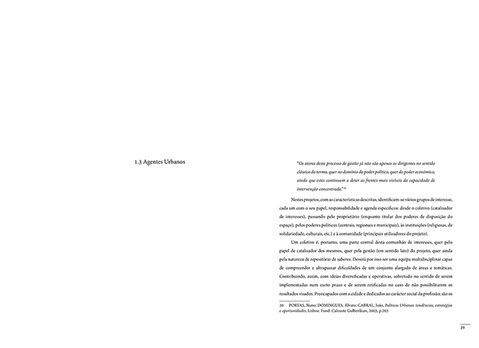 1.3 Agentes Urbanos
"Os atores deste processo de gestão já não são apenas os dirigentes no sentido
clássico do termo, quer no domínio do poder político, quer do poder económico,
ainda que estes continuem a deter as frentes mais visíveis da capacidade de
intervenção concentrada."
Nestes projetos, com as características descritas, identificam-se vários grupos de interesse,
cada um com o seu papel, responsabilidade e agenda específicos: desde o coletivo (catalisador
de interesses), passando pelo proprietário (enquanto titular dos poderes de disposição do
espaço); pelos poderes políticos (centrais, regionais e municipais), às instituições (religiosas, de
solidariedade, culturais, etc.) e à comunidade (principais utilizadores do projeto).
Um coletivo é, portanto, uma parte central desta comunhão de interesses, quer pelo
papel de catalisador dos mesmos, quer pela gestão (em sentido lato) do projeto, quer ainda
pela natureza de repositório de saberes. Deverá por isso ser uma equipa multidisciplinar capaz
de compreender e ultrapassar dificuldades de um conjunto alargado de áreas e temáticas.
Contribuindo, assim, com ideias diversificadas e operativas, sobretudo no sentido de serem
implementadas num curto prazo e de serem retificadas no caso de não possibilitarem os
resultados visados. Preocupados com a cidade e dedicados ao carácter social da profissão, são os
PORTAS, Nuno; DOMINGUES, Álvaro; CABRAL, João, Políticas Urbanas: tendências, estratégias
e oportunidades, Lisboa: Fund. Calouste Gulbenkian, 2003, p.203
29